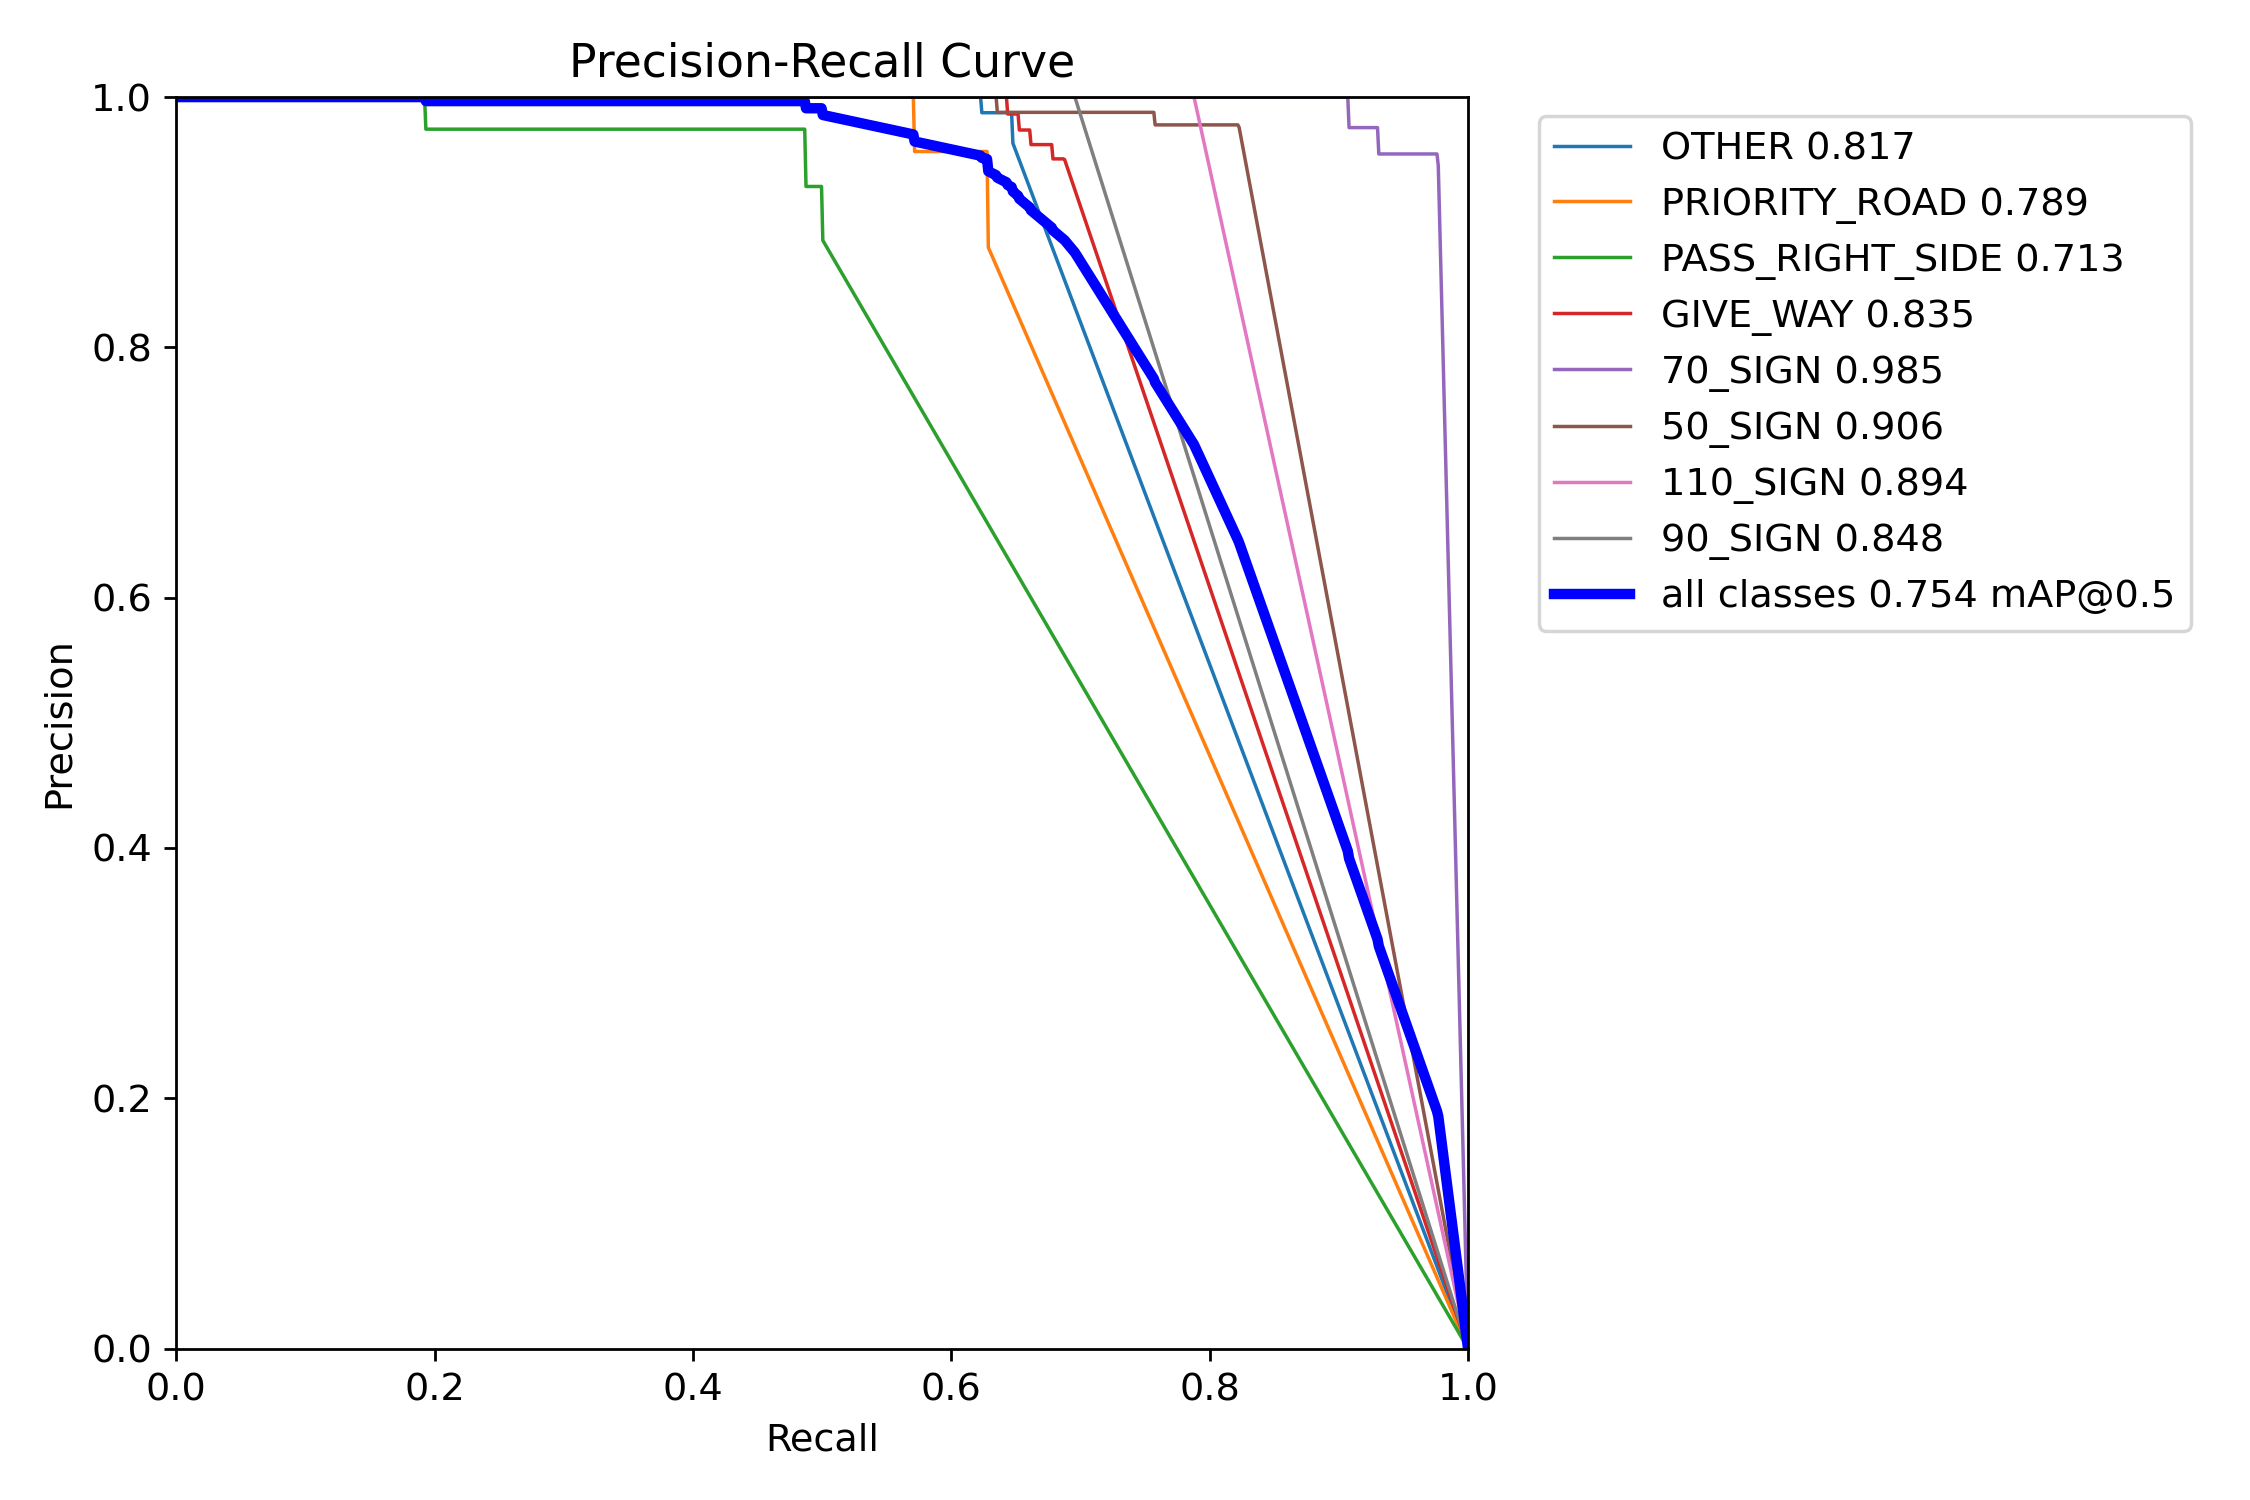 Precision-Recall Curve
1.0
0.8
0.6
0.4
0.2
0.0
Precision
0.0 0.2 0.4 0.6 0.8 1.0
Recall
OTHER 0.817
PRIORITY_ROAD 0.789
PASS_RIGHT_SIDE 0.713
GIVE_WAY 0.835
70_SIGN 0.985
50_SIGN 0.906
110_SIGN 0.894
90_SIGN 0.848
all classes 0.754 mAP@0.5